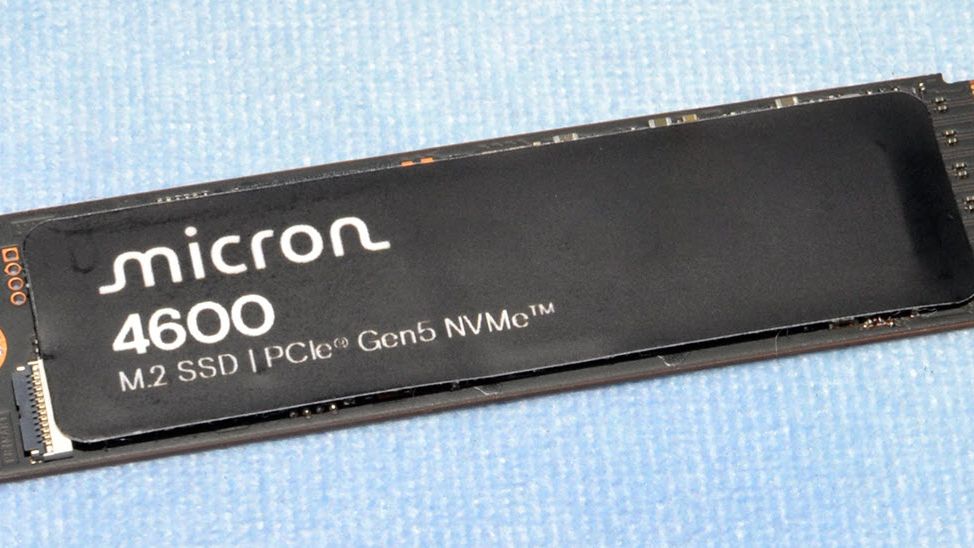 micron
4600
M.2 SSD | PCIe® Gen5 NVMe™